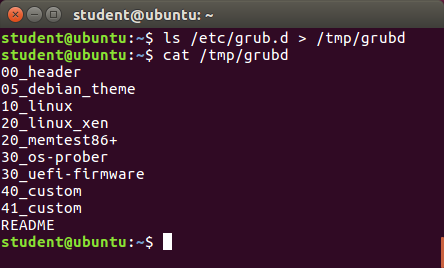 student@ubuntu: ~
student@ubuntu:~$ ls /etc/grub.d > /tmp/grubd
student@ubuntu:~$ cat /tmp/grubd
00_header
05_debian_theme
10_linux
20_linux_xen
20_memtest86+
30_os-prober
30_uefi-firmware
40_custom
41_custom
README
student@ubuntu:~$